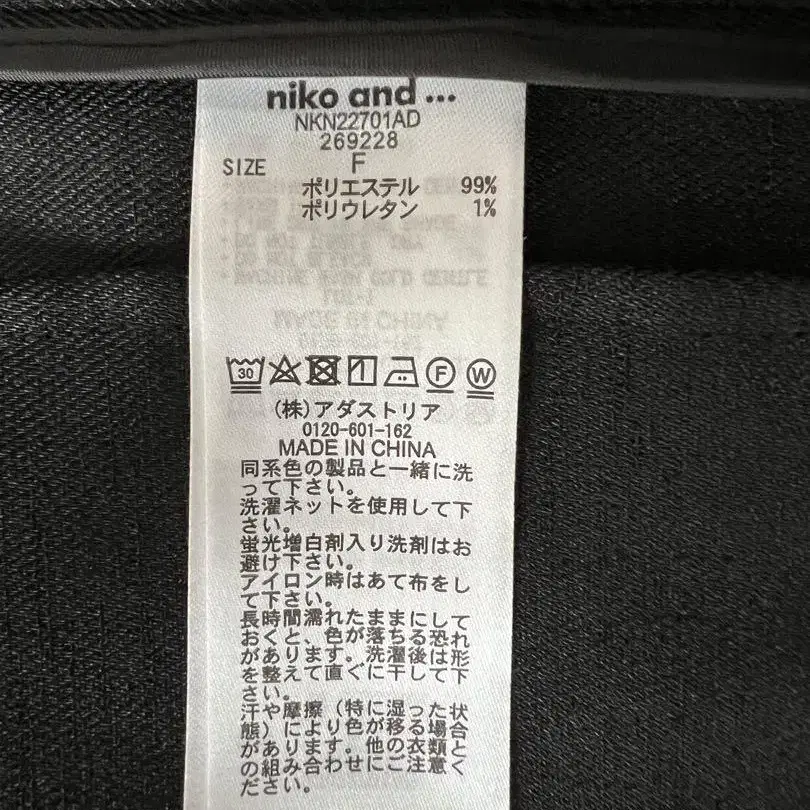 niko and ...
NKN22701AD
269228
SIZE F
ポリエステル 99%
ポリウレタン 1%
30 F W
(株)アダストリア
0120-601-162
MADE IN CHINA
同系色の製品と一緒に洗
って下さい。
洗濯ネットを使用して下
さい。
蛍光増白剤入り洗剤はお
避け下さい。
アイロン時はあて布をし
て下さい。
長時間濡れたままにして
おくと、色が落ちる恐れ
があります。洗濯後は形
を整えて直ぐに干して下
さい。
汗や摩擦(特に湿った状
態)により色が移る場合
があります。他の衣類と
の組み合わせにご注意く
ださい。